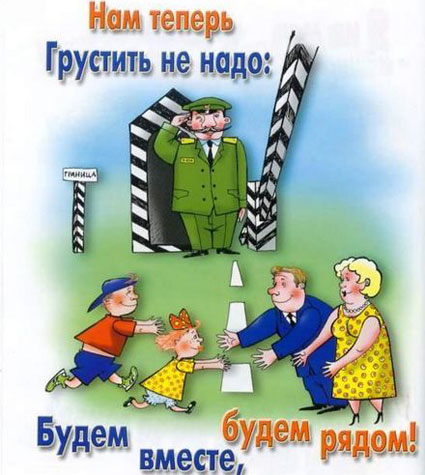 Нам теперь
Грустить не надо:
ГРАНИЦА
Будем вместе,
будем рядом!